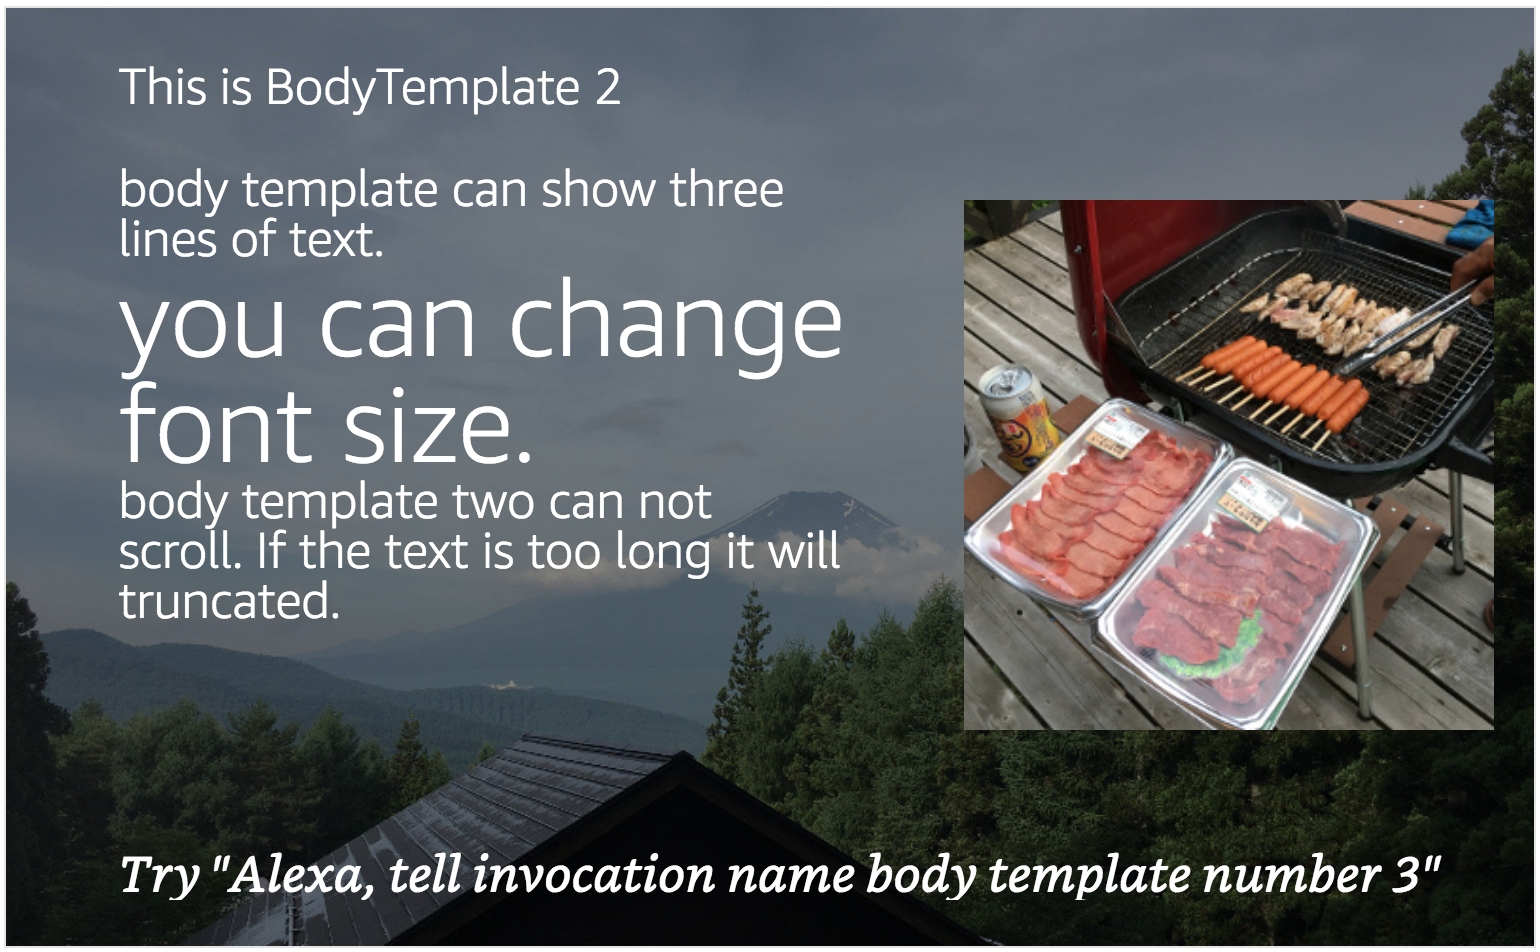 This is BodyTemplate 2
body template can show three
lines of text.
you can change
font size.
body template two can not
scroll. If the text is too long it will
truncated.
Try "Alexa, tell invocation name body template number 3"